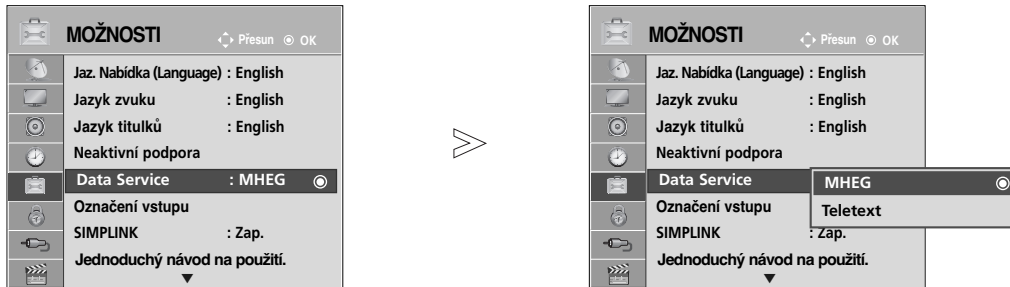 MOŽNOSTI Přesun OK
Jaz. Nabídka (Language) : English
Jazyk zvuku : English
Jazyk titulků : English
Neaktivní podpora
Data Service : MHEG
Označení vstupu
SIMPLINK : Zap.
Jednoduchý návod na použití.
MOŽNOSTI Přesun OK
Jaz. Nabídka (Language) : English
Jazyk zvuku : English
Jazyk titulků : English
Neaktivní podpora
Data Service
MHEG
Označení vstupu
Teletext
SIMPLINK : Zap.
Jednoduchý návod na použití.